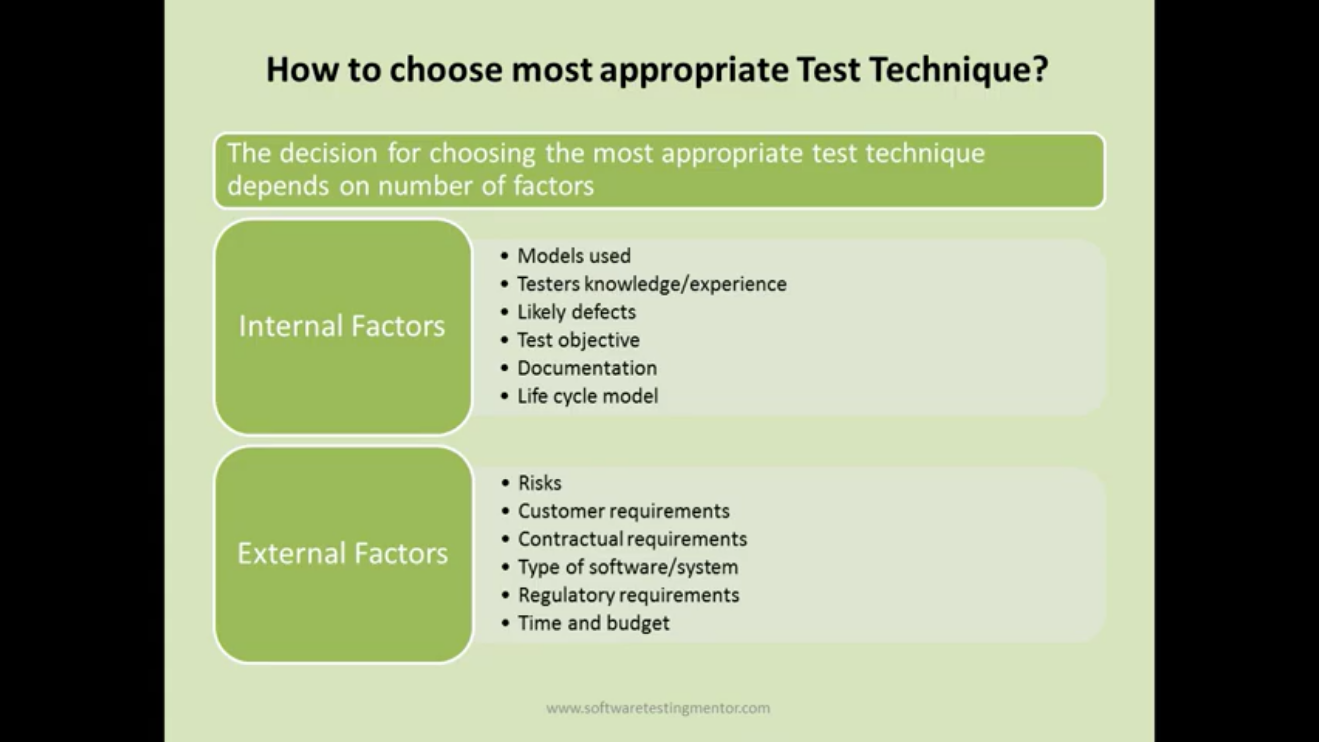 How to choose most appropriate Test Technique?
The decision for choosing the most appropriate test technique
depends on number of factors
Internal Factors
• Models used
• Testers knowledge/experience
• Likely defects
• Test objective
• Documentation
• Life cycle model
External Factors
• Risks
• Customer requirements
• Contractual requirements
• Type of software/system
• Regulatory requirements
• Time and budget
www.softwaretestingmentor.com